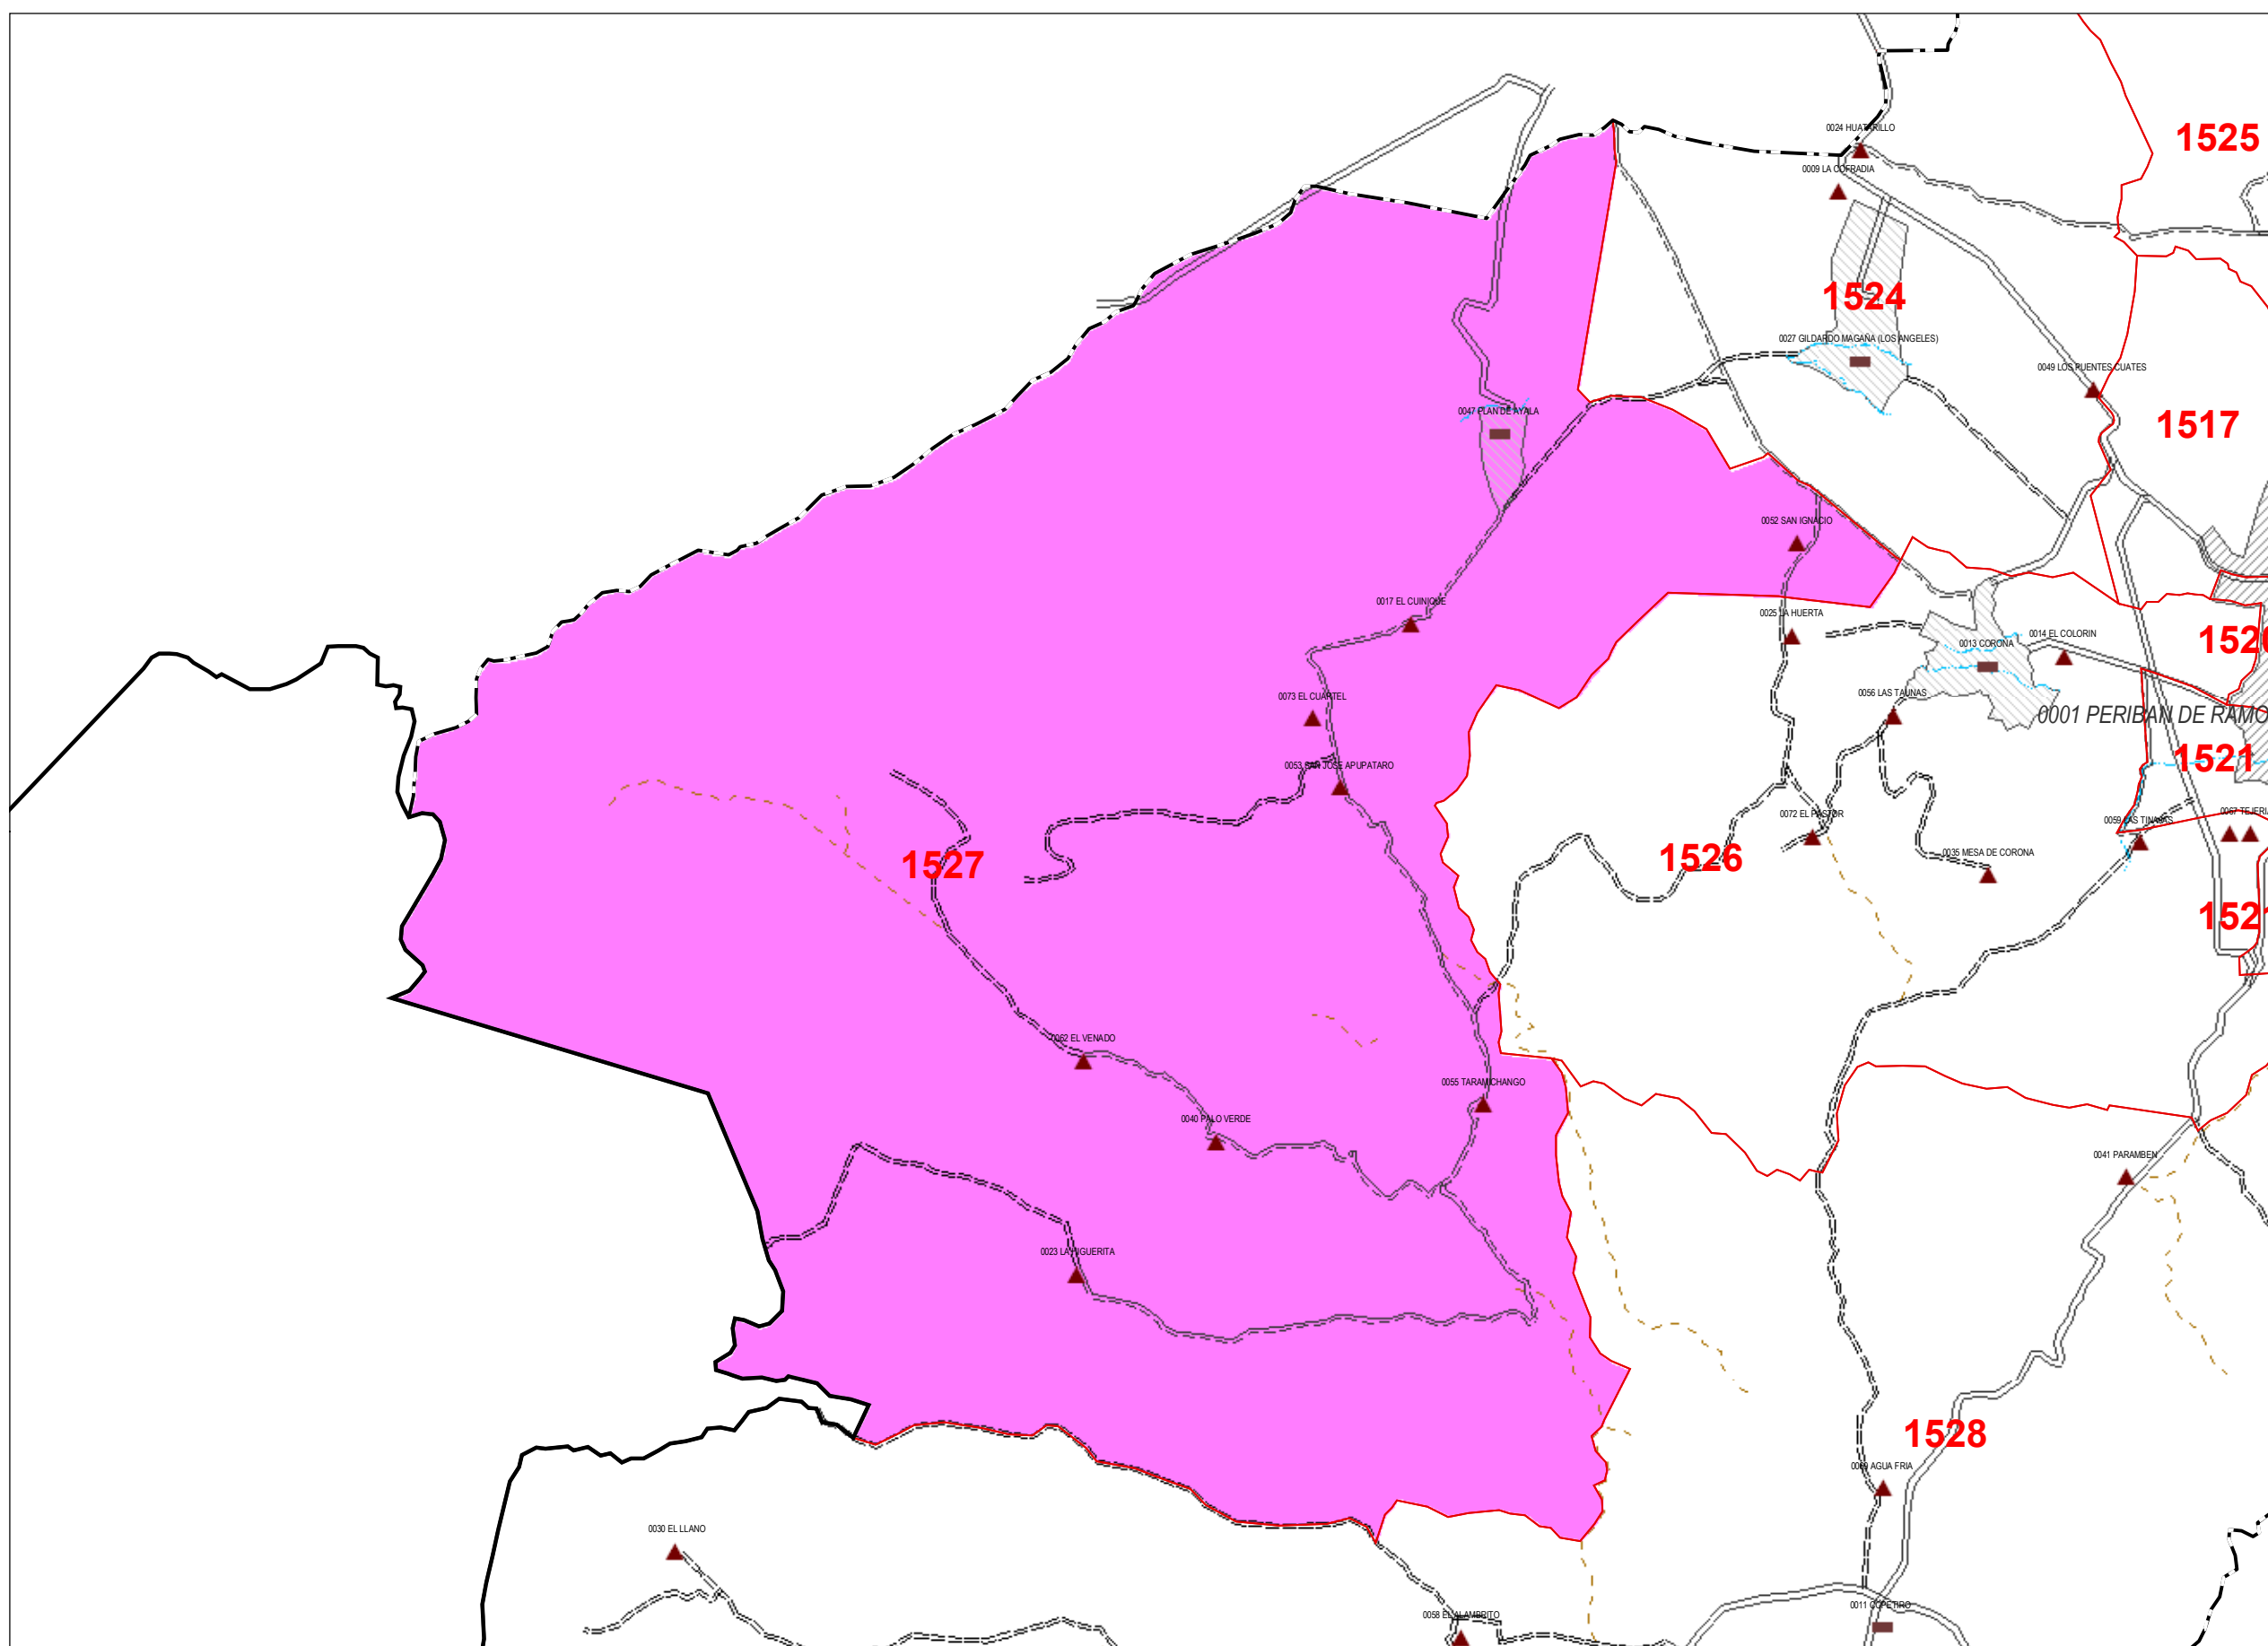 0024 HUATARILLO
1525
0009 LA COFRADIA
1524
0027 GILDARDO MAGAÑA (LOS ANGELES)
0049 LOS PUENTES CUATES
0047 PLAN DE AYALA
1517
0052 SAN IGNACIO
0017 EL CUINIQUE
0025 LA HUERTA
0013 CORONA
0014 EL COLORIN
0073 EL CUARTEL
0056 LAS TAUNAS
0001 PERIBAN DE RAMO
0053 SAN JOSE APUPATARO
1521
0072 EL PASTOR
0059 LAS TINAJAS
0067 TEJERI
1527
1526
0035 MESA DE CORONA
0062 EL VENADO
0055 TARAMICHANGO
0040 PALO VERDE
0041 PARAMBEN
0023 LA HIGUERITA
1528
AGUA FRIA
0030 EL LLANO
0011
0058 EL ALAMBRITO